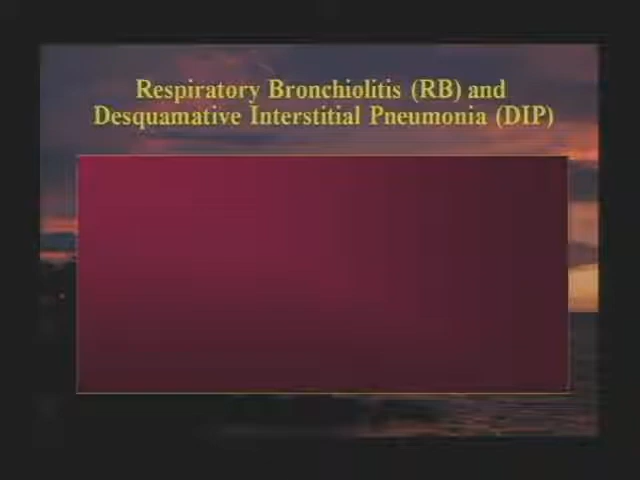 Respiratory Bronchiolitis (RB) and
Desquamative Interstitial Pneumonia (DIP)